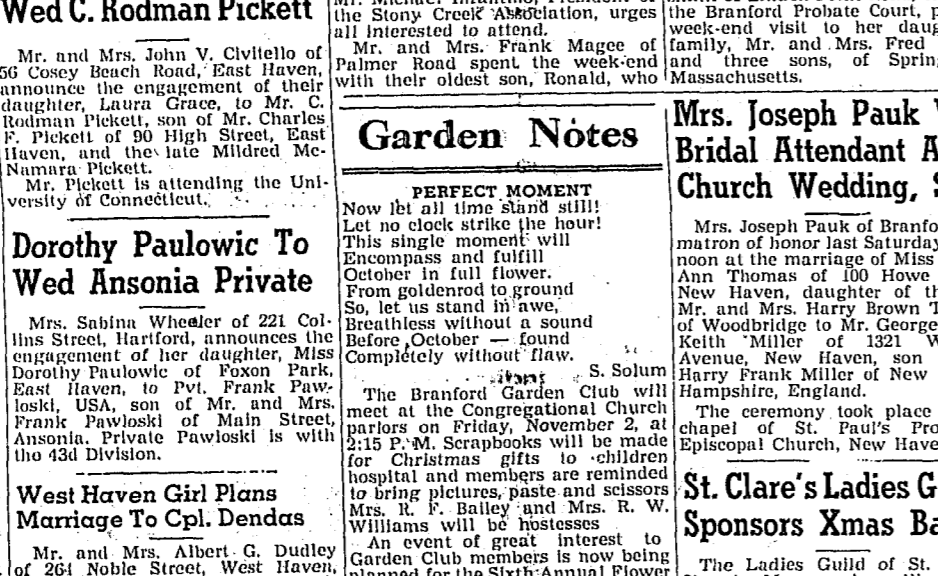 Wed C. Rodman Pickett
Mr. and Mrs. John V. Civitello of
56 Cosey Beach Road, East Haven,
announce the engagement of their
daughter, Laura Grace, to Mr. C.
Rodman Pickett, son of Mr. Charles
F. Pickett of 90 High Street, East
Haven, and the late Mildred Mc-
Namara Pickett.
Mr. Pickett is attending the Uni-
versity of Connecticut.
Dorothy Paulowic To
Wed Ansonia Private
Mrs. Sabina Wheeler of 221 Col-
lins Street, Hartford, announces the
engagement of her daughter, Miss
Dorothy Paulowic of Foxon Park,
East Haven, to Pvt. Frank Paw-
loski, USA, son of Mr. and Mrs.
Frank Pawloski of Main Street,
Ansonia. Private Pawloski is with
the 43d Division.
West Haven Girl Plans
Marriage To Cpl. Dendas
Mr. and Mrs. Albert G. Dudley
of 264 Noble Street, West Haven,
the Stony Creek Association, urges
all interested to attend.
Mr. and Mrs. Frank Magee of
Palmer Road spent the week-end
with their oldest son, Ronald, who
Garden Notes
PERFECT MOMENT
Now let all time stand still!
Let no clock strike the hour!
This single moment will
Encompass and fulfill
October in full flower.
From goldenrod to ground
So, let us stand in awe,
Breathless without a sound
Before October — found
Completely without flaw.
S. Solum
The Branford Garden Club will
meet at the Congregational Church
parlors on Friday, November 2, at
2:15 P. M. Scrapbooks will be made
for Christmas gifts to children
hospital and members are reminded
to bring pictures, paste and scissors
Mrs. R. F. Bailey and Mrs. R. W.
Williams will be hostesses
An event of great interest to
Garden Club members is now being
planned for the Sixth Annual Flower
the Branford Probate Court, p
week-end visit to her daug
family, Mr. and Mrs. Fred
and three sons, of Spring
Massachusetts.
Mrs. Joseph Pauk
Bridal Attendant A
Church Wedding, S
Mrs. Joseph Pauk of Branfo
matron of honor last Saturday
noon at the marriage of Miss
Ann Thomas of 100 Howe
New Haven, daughter of th
Mr. and Mrs. Harry Brown T
of Woodbridge to Mr. George
Keith Miller of 1321 W
Avenue, New Haven, son
Harry Frank Miller of New
Hampshire, England.
The ceremony took place
chapel of St. Paul's Pro
Episcopal Church, New Have
St. Clare's Ladies G
Sponsors Xmas Ba
The Ladies Guild of St.